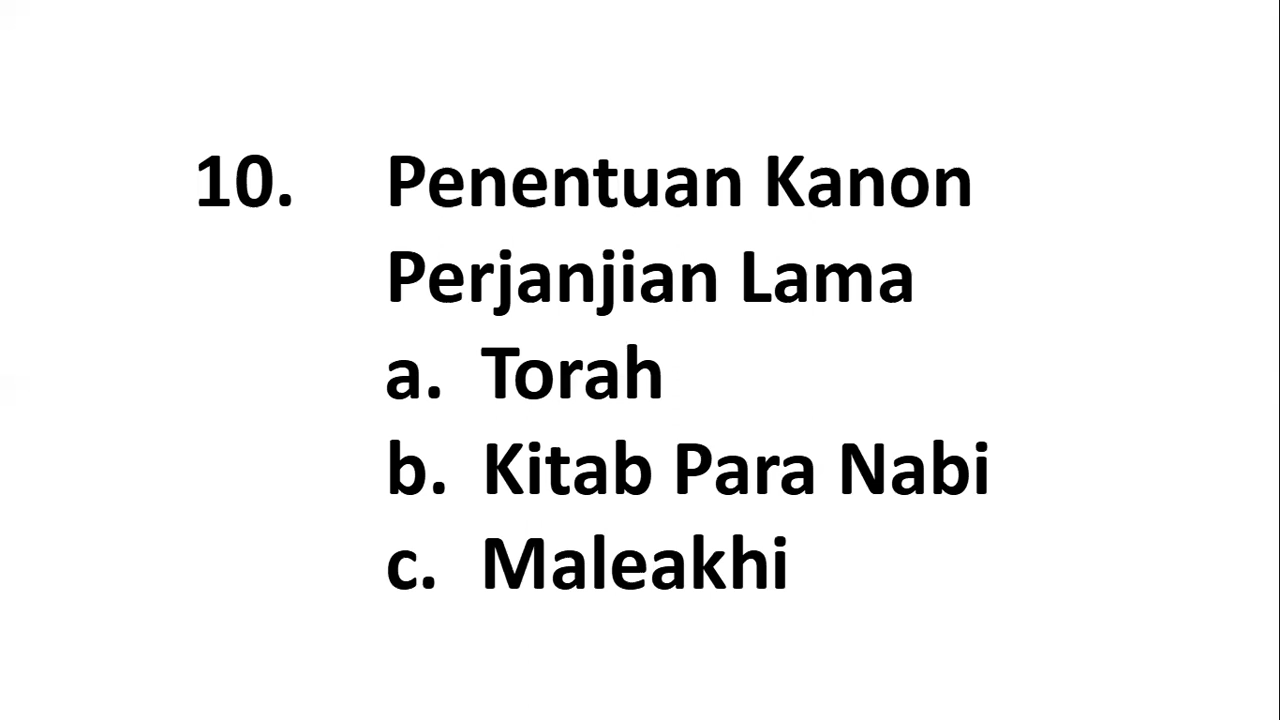 10. Penentuan Kanon
Perjanjian Lama
a. Torah
b. Kitab Para Nabi
c. Maleakhi